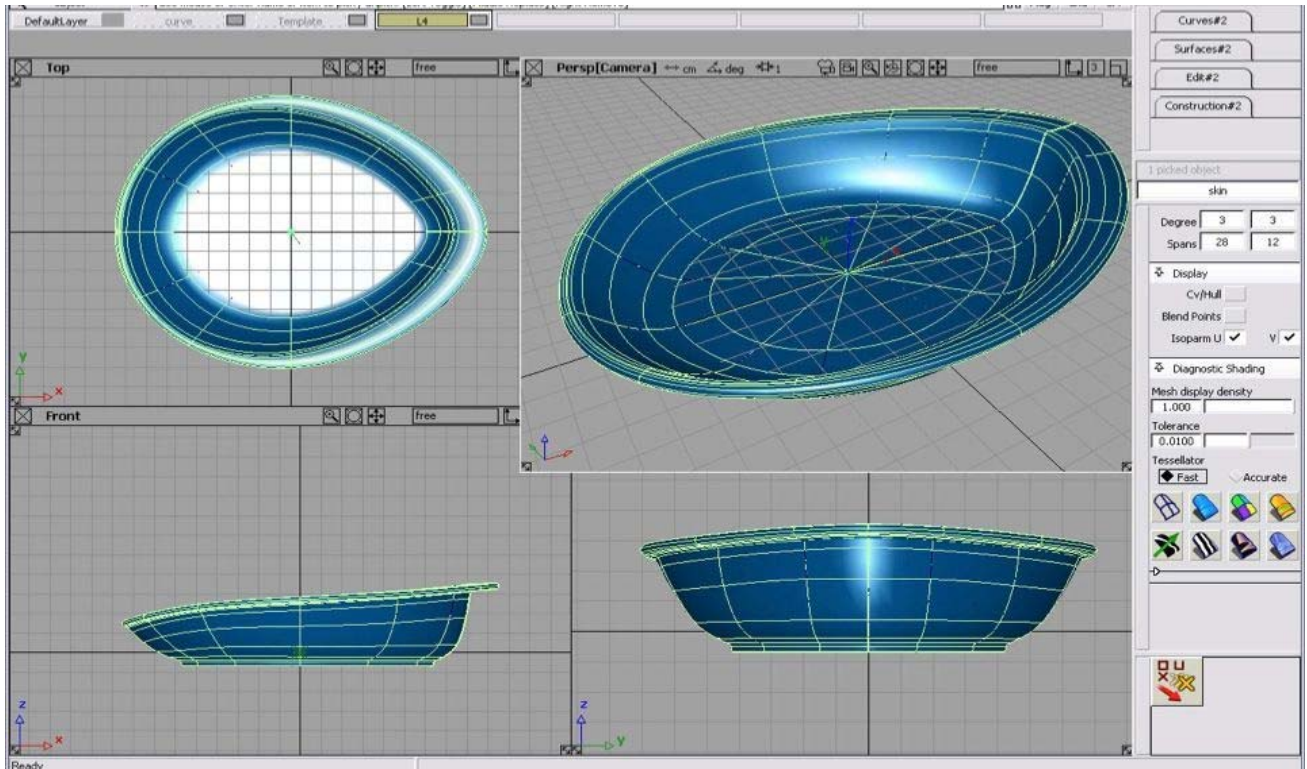 DefaultLayer
curve
Template
L4
Top
free
Persp[Camera] cm deg 1
free
3
Curves#2
Surfaces#2
Edit#2
Construction#2
1 picked object
skin
Degree 3 3
Spans 28 12
Display
Cv/Hull
Blend Points
Isoparm U V
Diagnostic Shading
Mesh display density
1.000
Tolerance
0.0100
Tessellator
Fast Accurate
y
x
Front
free
z
x
z
y
Ready